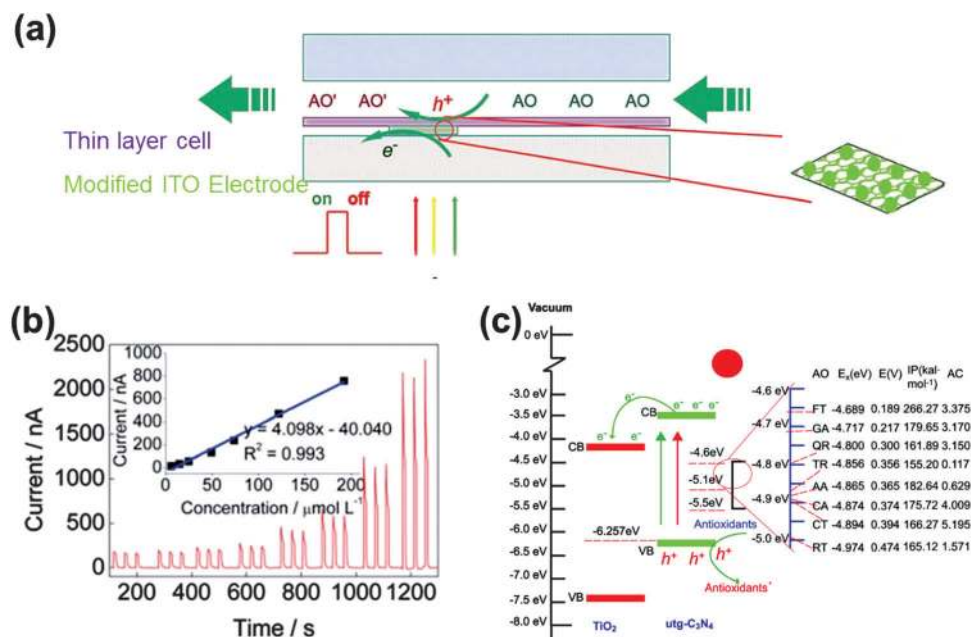 (a)
AO' AO' h+ AO AO AO
Thin layer cell
e-
Modified ITO Electrode
on off
-
(b)
2500
2000
1500
1000
500
0
Current / nA
200 400 600 800 1000 1200
Time / s
1000
800
600
400
200
0
Current / nA
y = 4.098x - 40.040
R² = 0.993
0 50 100 150 200
Concentration / μmol L⁻¹
(c)
Vacuum
0 eV
-3.0 eV
-3.5 eV
-4.0 eV
-4.5 eV
-5.0 eV
-5.5 eV
-6.0 eV
-6.5 eV
-7.0 eV
-7.5 eV
-8.0 eV
e-
CB e- e- e-
e- e-
CB
-4.6eV
-5.1eV
-5.5eV
Antioxidants
-6.257eV
VB h+ h+ h+
Antioxidants+
VB
TiO₂ utg-C₃N₄
-4.6 eV
-4.7 eV
-4.8 eV
-4.9 eV
-5.0 eV
AO Eₓ(eV) E(V) IP(kal·mol⁻¹) AC
FT -4.689 0.189 266.27 3.375
GA -4.717 0.217 179.65 3.170
QR -4.800 0.300 161.89 3.150
TR -4.856 0.356 155.20 0.117
AA -4.865 0.365 182.64 0.629
CA -4.874 0.374 175.72 4.009
CT -4.894 0.394 166.27 5.195
RT -4.974 0.474 165.12 1.571